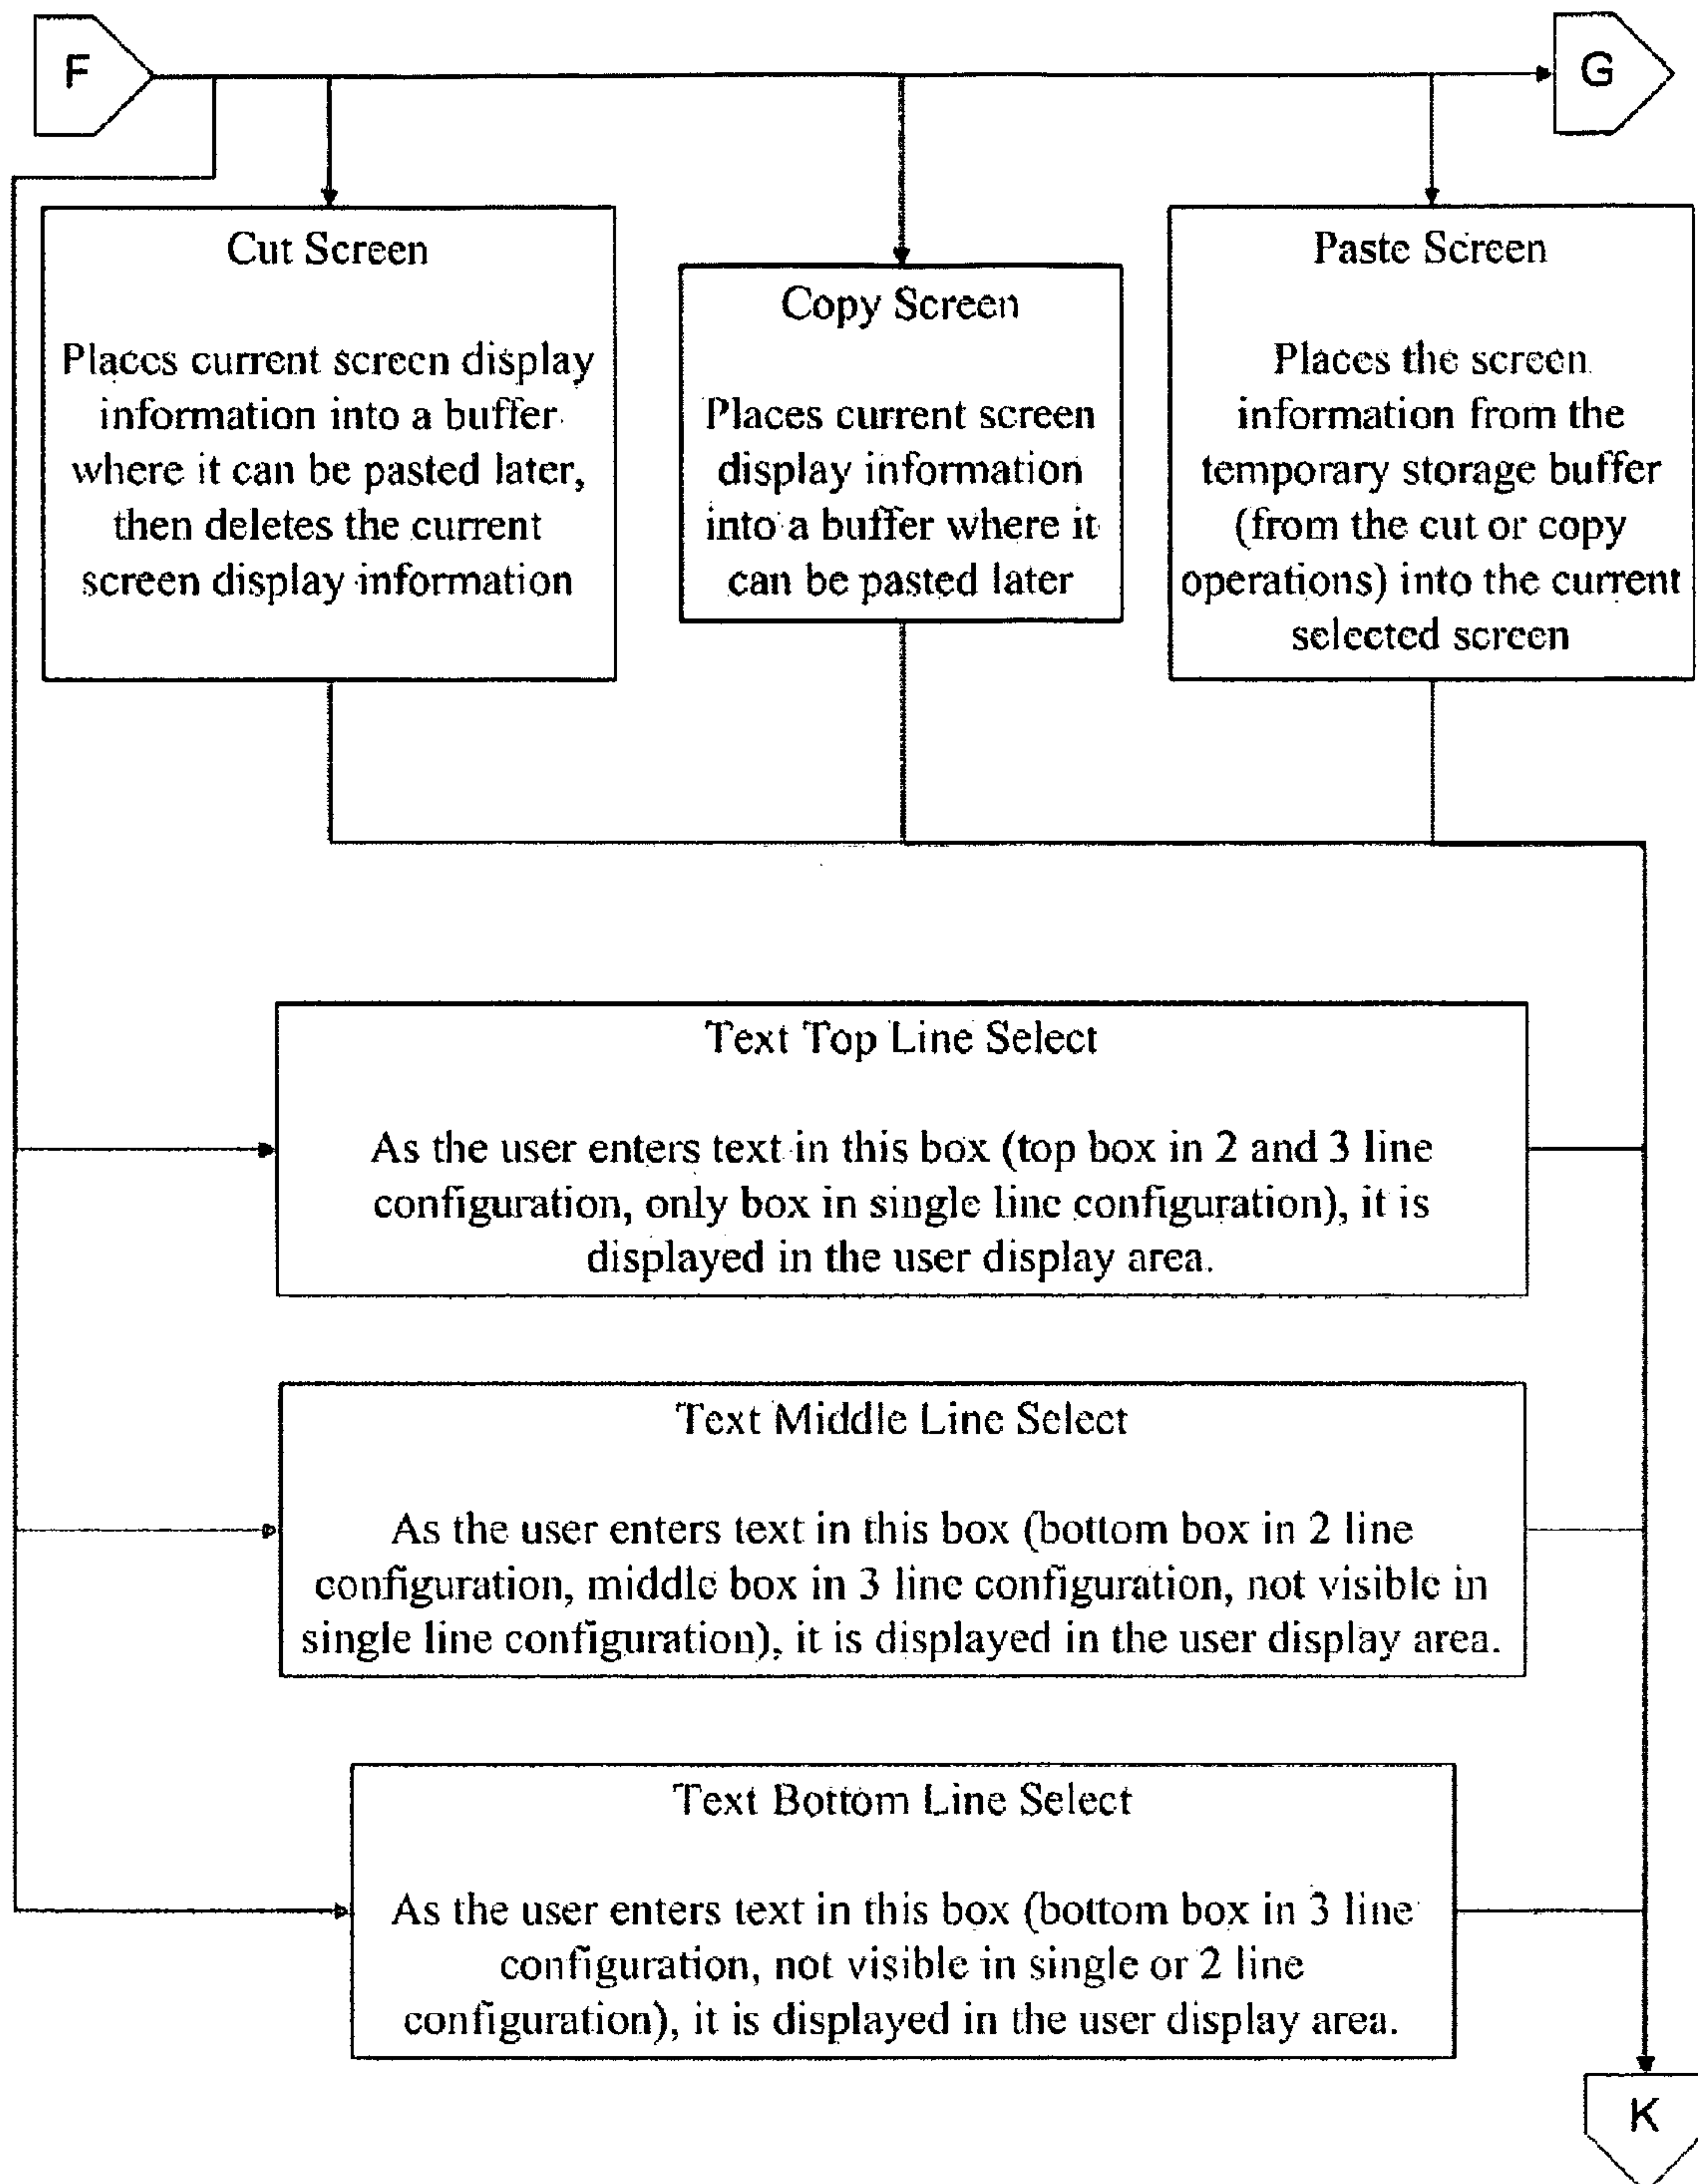 F
G
Cut Screen
Places current screen display
information into a buffer
where it can be pasted later,
then deletes the current
screen display information
Copy Screen
Places current screen
display information
into a buffer where it
can be pasted later
Paste Screen
Places the screen
information from the
temporary storage buffer
(from the cut or copy
operations) into the current
selected screen
Text Top Line Select
As the user enters text in this box (top box in 2 and 3 line
configuration, only box in single line configuration), it is
displayed in the user display area.
Text Middle Line Select
As the user enters text in this box (bottom box in 2 line
configuration, middle box in 3 line configuration, not visible in
single line configuration), it is displayed in the user display area.
Text Bottom Line Select
As the user enters text in this box (bottom box in 3 line
configuration, not visible in single or 2 line
configuration), it is displayed in the user display area.
K